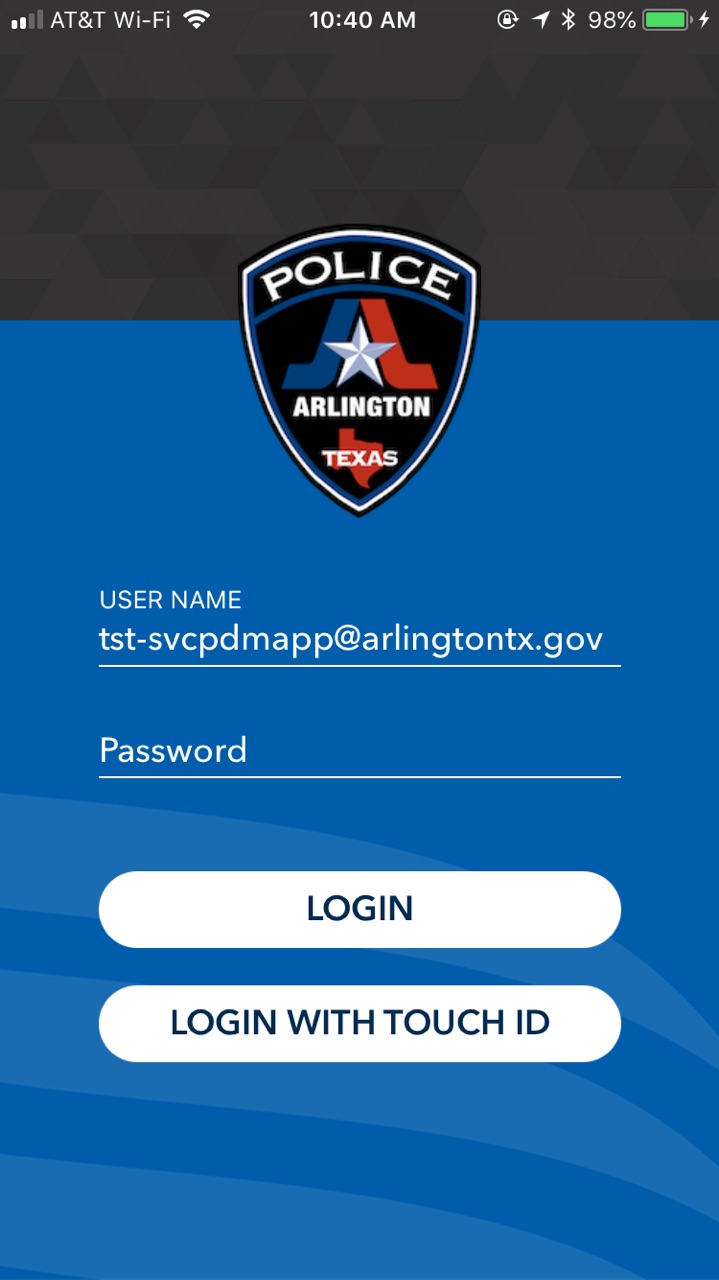 AT&T Wi-Fi 10:40 AM 98%
POLICE
ARLINGTON
TEXAS
USER NAME
tst-svcpdmapp@arlingtontx.gov
Password
LOGIN
LOGIN WITH TOUCH ID